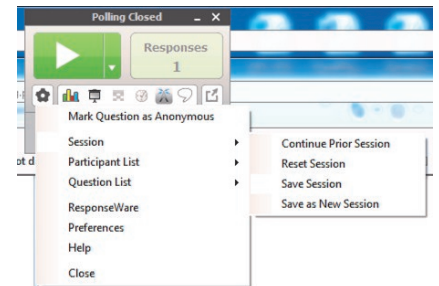 Polling Closed
Responses
1
Mark Question as Anonymous
Session
Participant List
Question List
ResponseWare
Preferences
Help
Close
Continue Prior Session
Reset Session
Save Session
Save as New Session